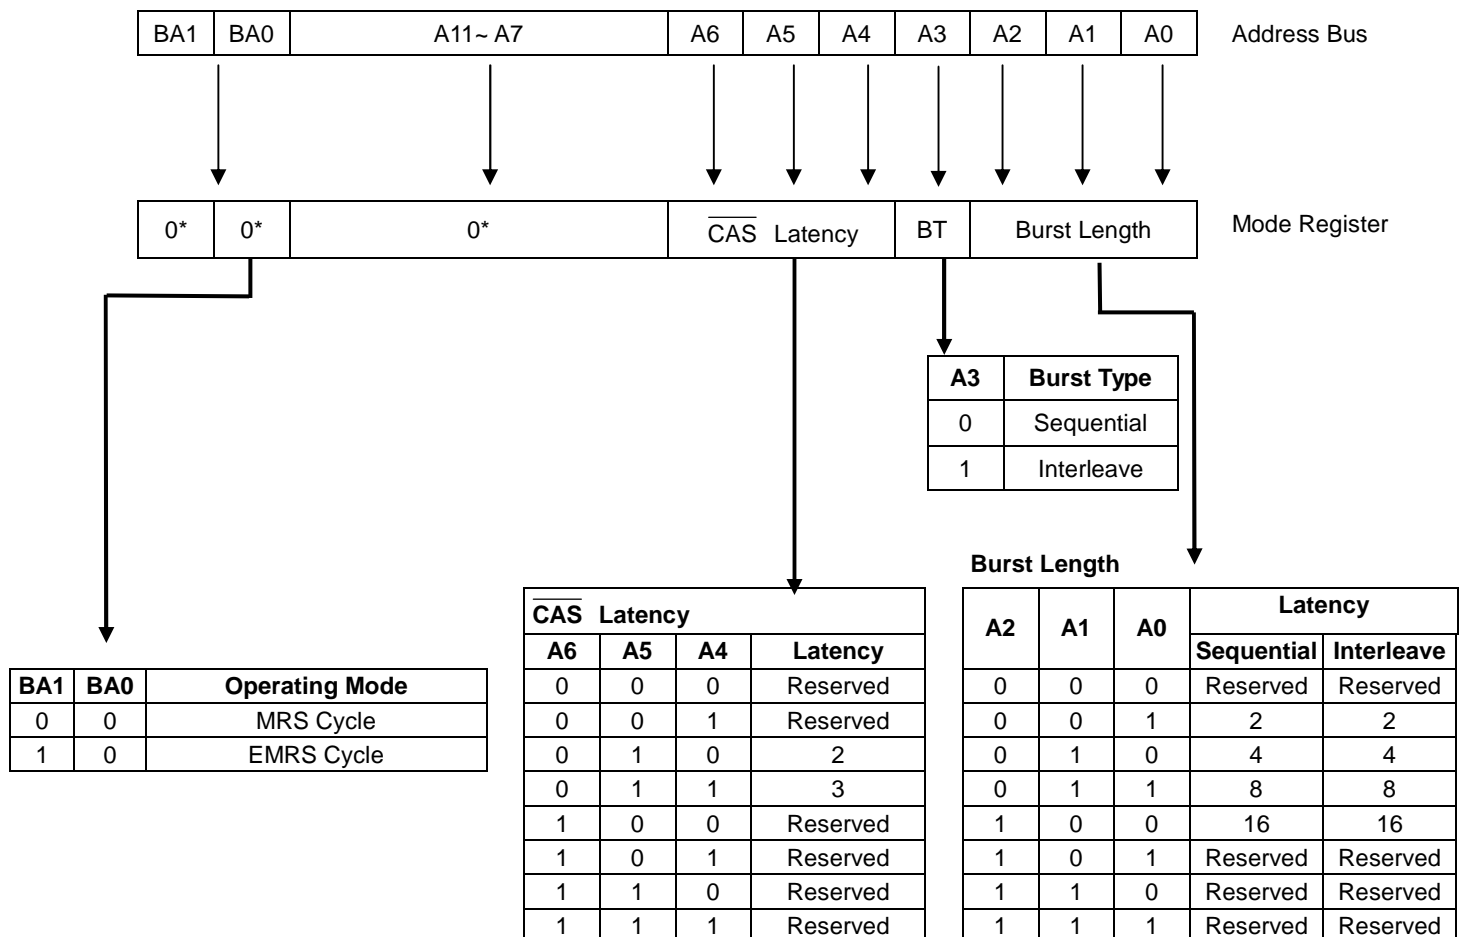 BA1 BA0 A11~ A7 A6 A5 A4 A3 A2 A1 A0 Address Bus
0* 0* 0* CAS Latency BT Burst Length Mode Register
A3 Burst Type
0 Sequential
1 Interleave
BA1 BA0 Operating Mode
0 0 MRS Cycle
1 0 EMRS Cycle
CAS Latency
A6 A5 A4 Latency
0 0 0 Reserved
0 0 1 Reserved
0 1 0 2
0 1 1 3
1 0 0 Reserved
1 0 1 Reserved
1 1 0 Reserved
1 1 1 Reserved
Burst Length
A2 A1 A0 Latency
Sequential Interleave
0 0 0 Reserved Reserved
0 0 1 2 2
0 1 0 4 4
0 1 1 8 8
1 0 0 16 16
1 0 1 Reserved Reserved
1 1 0 Reserved Reserved
1 1 1 Reserved Reserved